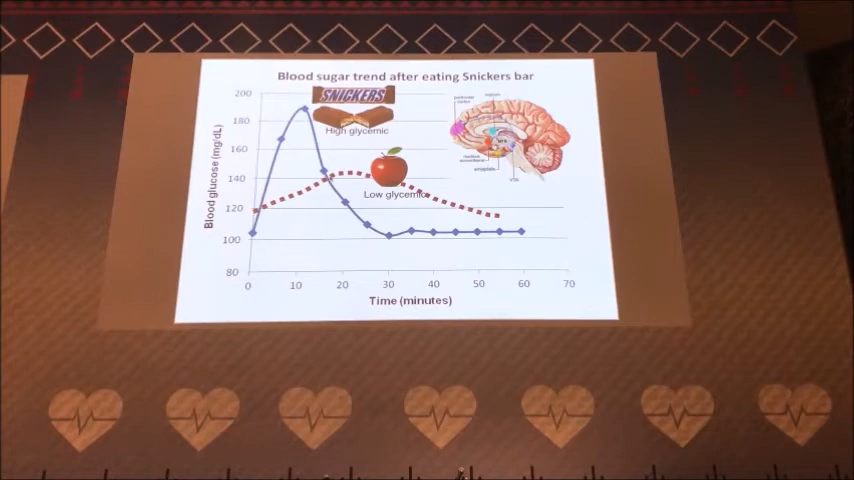 Blood sugar trend after eating Snickers bar
200
180
160
140
120
100
80
Blood glucose (mg/dL)
SNICKERS
High glycemic
Low glycemic
amygdala
VTA
0
10
20
30
40
50
60
70
Time (minutes)